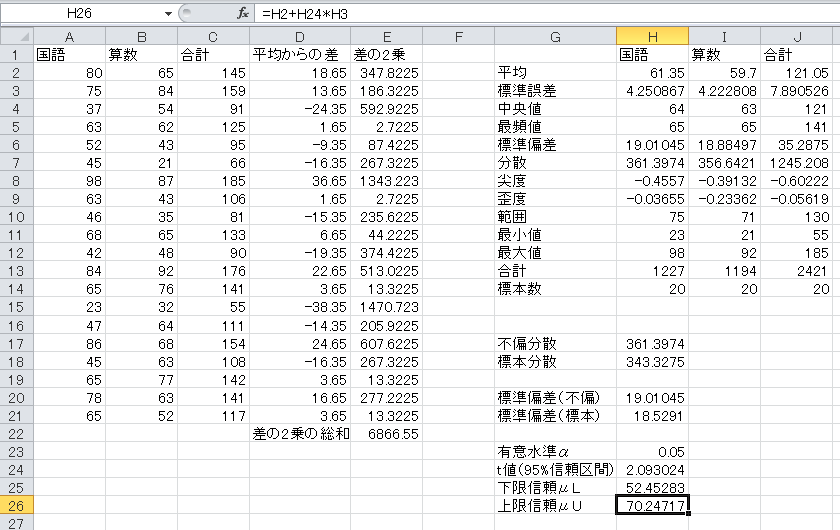 H26 fx =H2+H24*H3
A B C D E F G H I J
1 国語 算数 合計 平均からの差 差の2乗 国語 算数 合計
2 80 65 145 18.65 347.8225 平均 61.35 59.7 121.05
3 75 84 159 13.65 186.3225 標準誤差 4.250867 4.222808 7.890526
4 37 54 91 -24.35 592.9225 中央値 64 63 121
5 63 62 125 1.65 2.7225 最頻値 65 65 141
6 52 43 95 -9.35 87.4225 標準偏差 19.01045 18.88497 35.2875
7 45 21 66 -16.35 267.3225 分散 361.3974 356.6421 1245.208
8 98 87 185 36.65 1343.223 尖度 -0.4557 -0.39132 -0.60222
9 63 43 106 1.65 2.7225 歪度 -0.03655 -0.23362 -0.05619
10 46 35 81 -15.35 235.6225 範囲 75 71 130
11 68 65 133 6.65 44.2225 最小値 23 21 55
12 42 48 90 -19.35 374.4225 最大値 98 92 185
13 84 92 176 22.65 513.0225 合計 1227 1194 2421
14 65 76 141 3.65 13.3225 標本数 20 20 20
15 23 32 55 -38.35 1470.723
16 47 64 111 -14.35 205.9225
17 86 68 154 24.65 607.6225 不偏分散 361.3974
18 45 63 108 -16.35 267.3225 標本分散 343.3275
19 65 77 142 3.65 13.3225
20 78 63 141 16.65 277.2225 標準偏差(不偏) 19.01045
21 65 52 117 3.65 13.3225 標準偏差(標本) 18.5291
22 差の2乗の総和 6866.55
23 有意水準α 0.05
24 t値(95%信頼区間) 2.093024
25 下限信頼μL 52.45283
26 上限信頼μU 70.24717
27